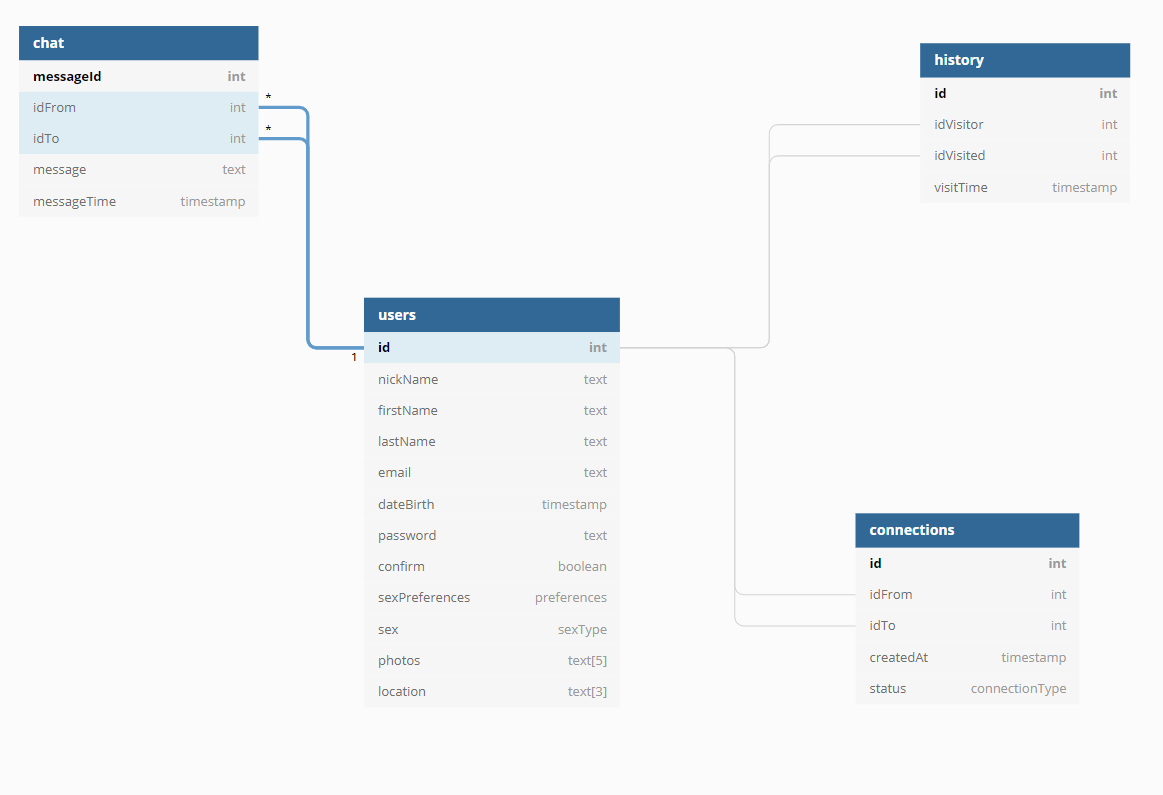 chat
messageId int
idFrom int *
idTo int *
message text
messageTime timestamp
history
id int
idVisitor int
idVisited int
visitTime timestamp
users
1 id int
nickName text
firstName text
lastName text
email text
dateBirth timestamp
password text
confirm boolean
sexPreferences preferences
sex sexType
photos text[5]
location text[3]
connections
id int
idFrom int
idTo int
createdAt timestamp
status connectionType